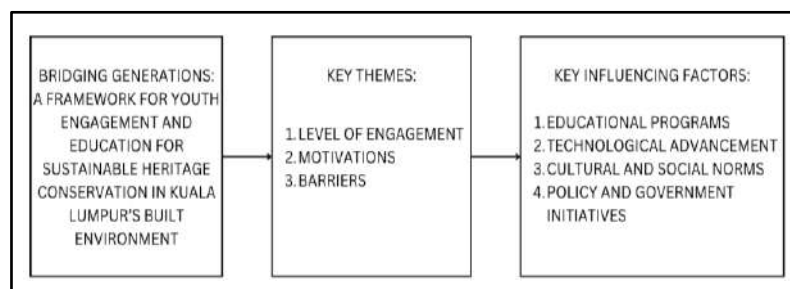 BRIDGING GENERATIONS:
A FRAMEWORK FOR YOUTH
ENGAGEMENT AND
EDUCATION FOR
SUSTAINABLE HERITAGE
CONSERVATION IN KUALA
LUMPUR'S BUILT
ENVIRONMENT
KEY THEMES:
1.LEVEL OF ENGAGEMENT
2.MOTIVATIONS
3.BARRIERS
KEY INFLUENCING FACTORS:
1.EDUCATIONAL PROGRAMS
2.TECHNOLOGICAL ADVANCEMENT
3.CULTURAL AND SOCIAL NORMS
4.POLICY AND GOVERNMENT
INITIATIVES